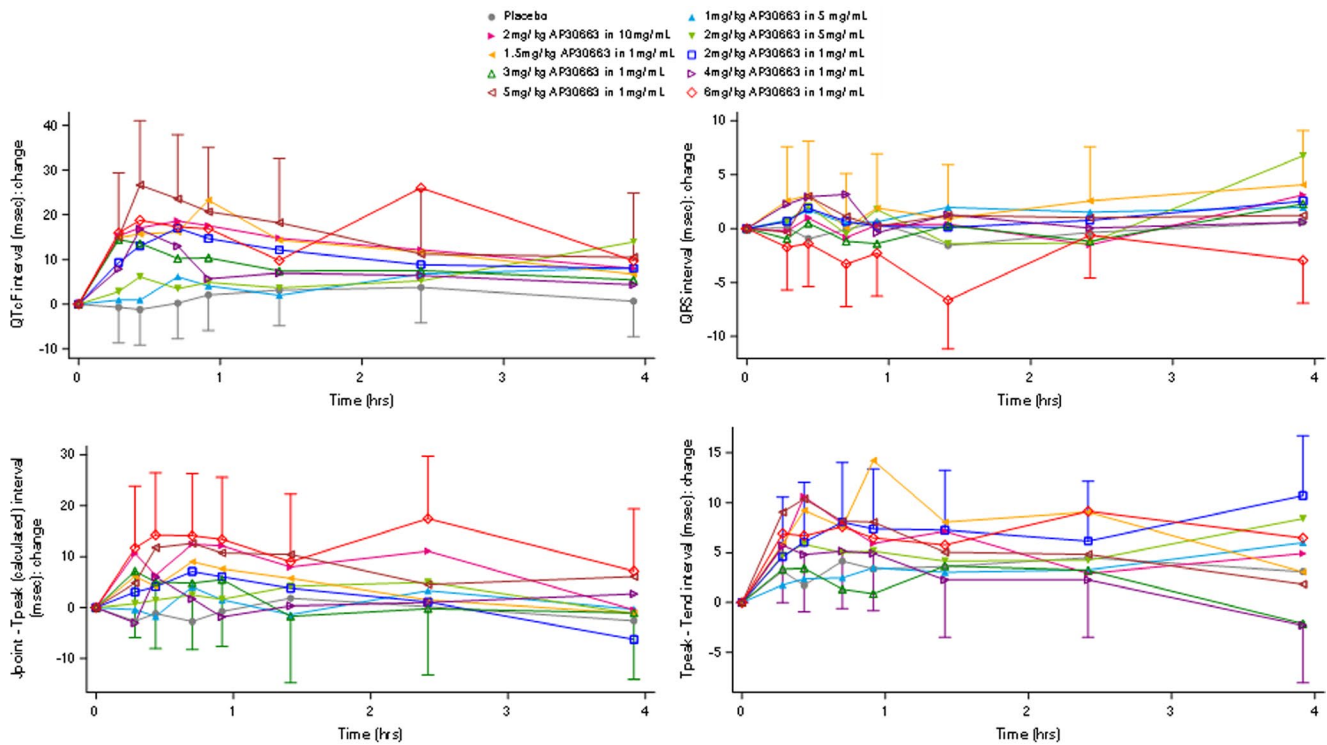 Placebo
1mg/kg AP30663 in 5 mg/mL
2mg/kg AP30663 in 10mg/mL
2mg/kg AP30663 in 5mg/mL
1.5mg/kg AP30663 in 1mg/mL
2mg/kg AP30663 in 1mg/mL
3mg/kg AP30663 in 1mg/mL
4mg/kg AP30663 in 1mg/mL
5mg/kg AP30663 in 1mg/mL
6mg/kg AP30663 in 1mg/mL
QTcF interval (msec): change
40
30
20
10
0
-10
0 1 2 3 4
Time (hrs)
QRS interval (msec): change
10
5
0
-5
-10
0 1 2 3 4
Time (hrs)
Jpoint - Tpeak (calculated) interval
(msec): change
30
20
10
0
-10
0 1 2 3 4
Time (hrs)
Tpeak - Tend interval (msec): change
15
10
5
0
-5
0 1 2 3 4
Time (hrs)